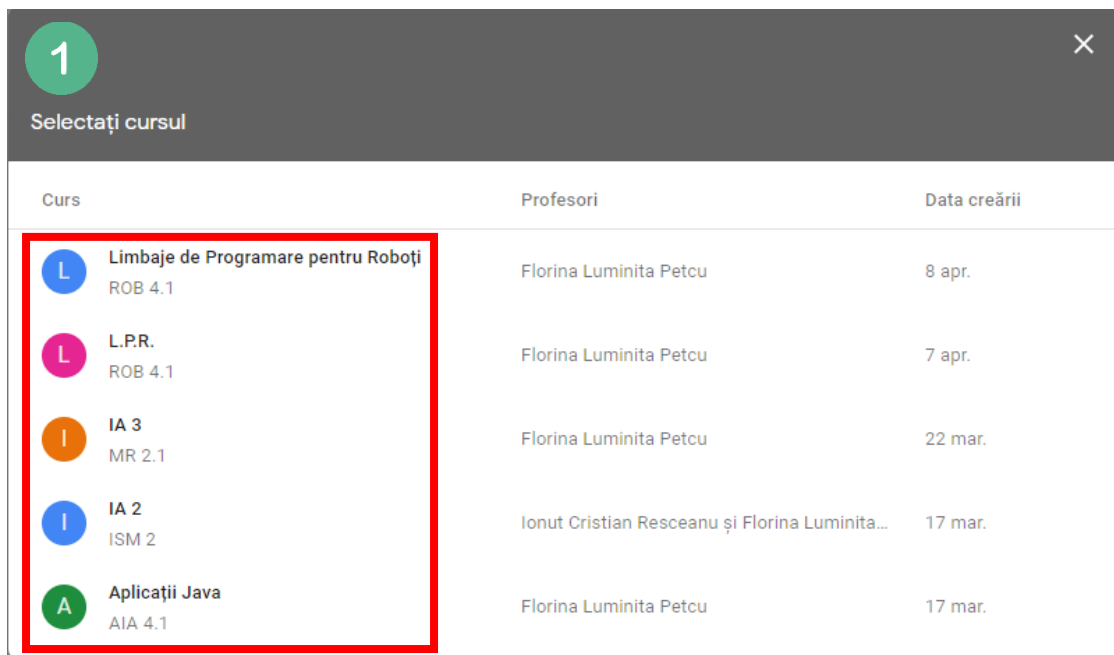 1
Selectați cursul
Curs Profesori Data creării
L Limbaje de Programare pentru Roboți
ROB 4.1 Florina Luminita Petcu 8 apr.
L L.P.R.
ROB 4.1 Florina Luminita Petcu 7 apr.
I IA 3
MR 2.1 Florina Luminita Petcu 22 mar.
I IA 2
ISM 2 Ionut Cristian Resceanu și Florina Luminita... 17 mar.
A Aplicații Java
AIA 4.1 Florina Luminita Petcu 17 mar.